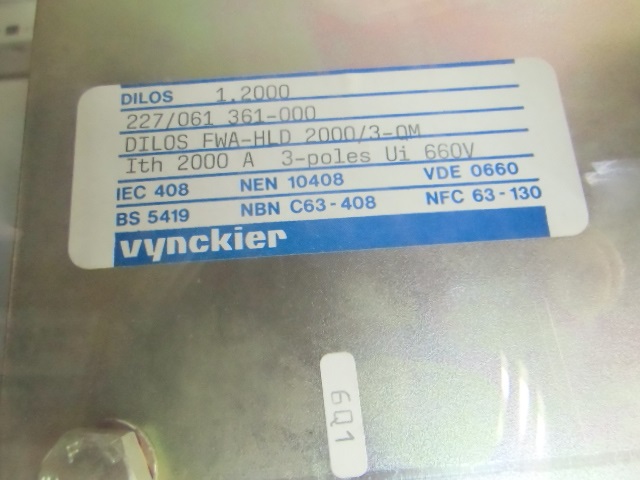 DILOS 1.2000
227/061 361-000
DILOS FWA-HLD 2000/3-QM
Ith 2000 A 3-poles Ui 660V
IEC 408 NEN 10408 VDE 0660
BS 5419 NBN C63-408 NFC 63-130
vynckier
6Q1